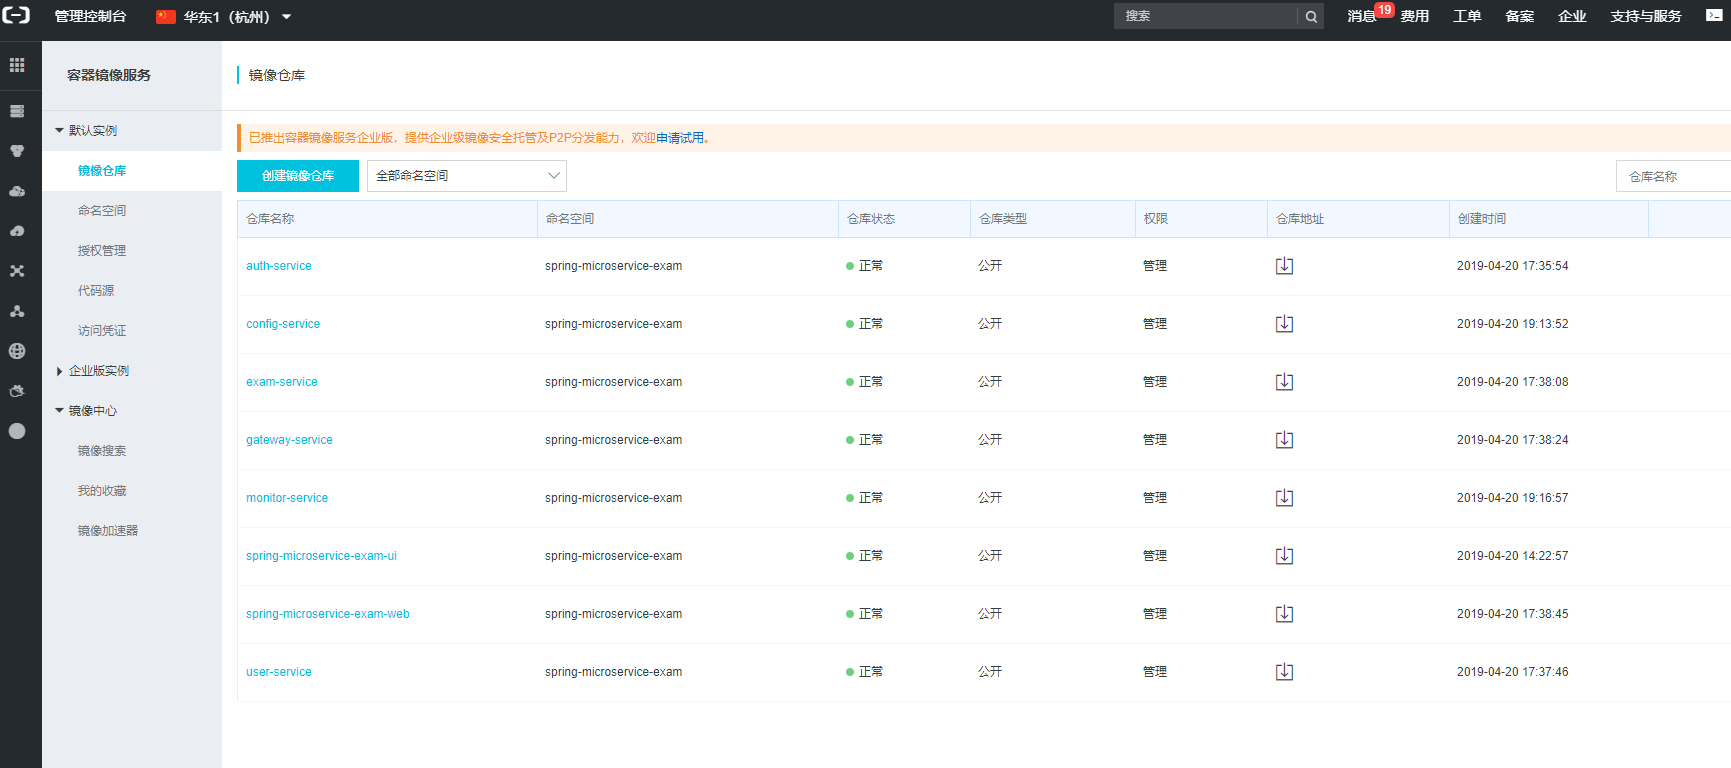 管理控制台 华东1（杭州） 搜索 消息 19 费用 工单 备案 企业 支持与服务
容器镜像服务
默认实例
镜像仓库
命名空间
授权管理
代码源
访问凭证
企业版实例
镜像中心
镜像搜索
我的收藏
镜像加速器
镜像仓库
已推出容器镜像服务企业版，提供企业级镜像安全托管及P2P分发能力，欢迎申请试用。
创建镜像仓库 全部命名空间 仓库名称
仓库名称 命名空间 仓库状态 仓库类型 权限 仓库地址 创建时间
auth-service spring-microservice-exam 正常 公开 管理 2019-04-20 17:35:54
config-service spring-microservice-exam 正常 公开 管理 2019-04-20 19:13:52
exam-service spring-microservice-exam 正常 公开 管理 2019-04-20 17:38:08
gateway-service spring-microservice-exam 正常 公开 管理 2019-04-20 17:38:24
monitor-service spring-microservice-exam 正常 公开 管理 2019-04-20 19:16:57
spring-microservice-exam-ui spring-microservice-exam 正常 公开 管理 2019-04-20 14:22:57
spring-microservice-exam-web spring-microservice-exam 正常 公开 管理 2019-04-20 17:38:45
user-service spring-microservice-exam 正常 公开 管理 2019-04-20 17:37:46